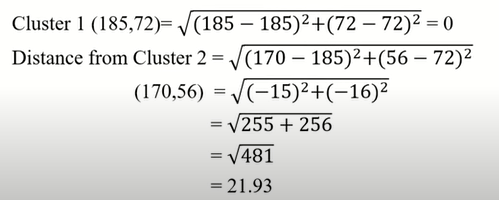 Cluster 1 (185,72)= √(185 − 185)²+(72 − 72)² = 0
Distance from Cluster 2 = √(170 − 185)²+(56 − 72)²
(170,56) = √(−15)²+(−16)²
= √255 + 256
= √481
= 21.93